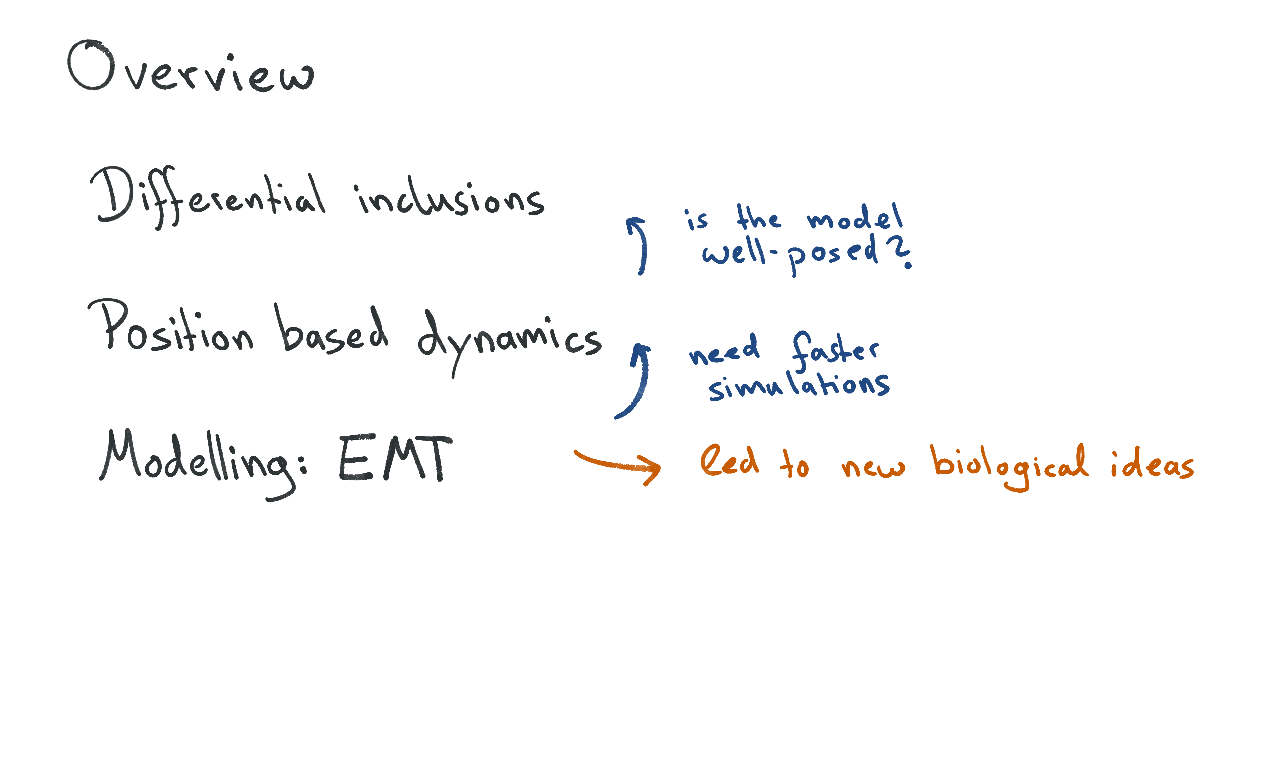 Overview
Differential inclusions
is the model
well-posed?
Position based dynamics
need faster
simulations
Modelling: EMT
led to new biological ideas